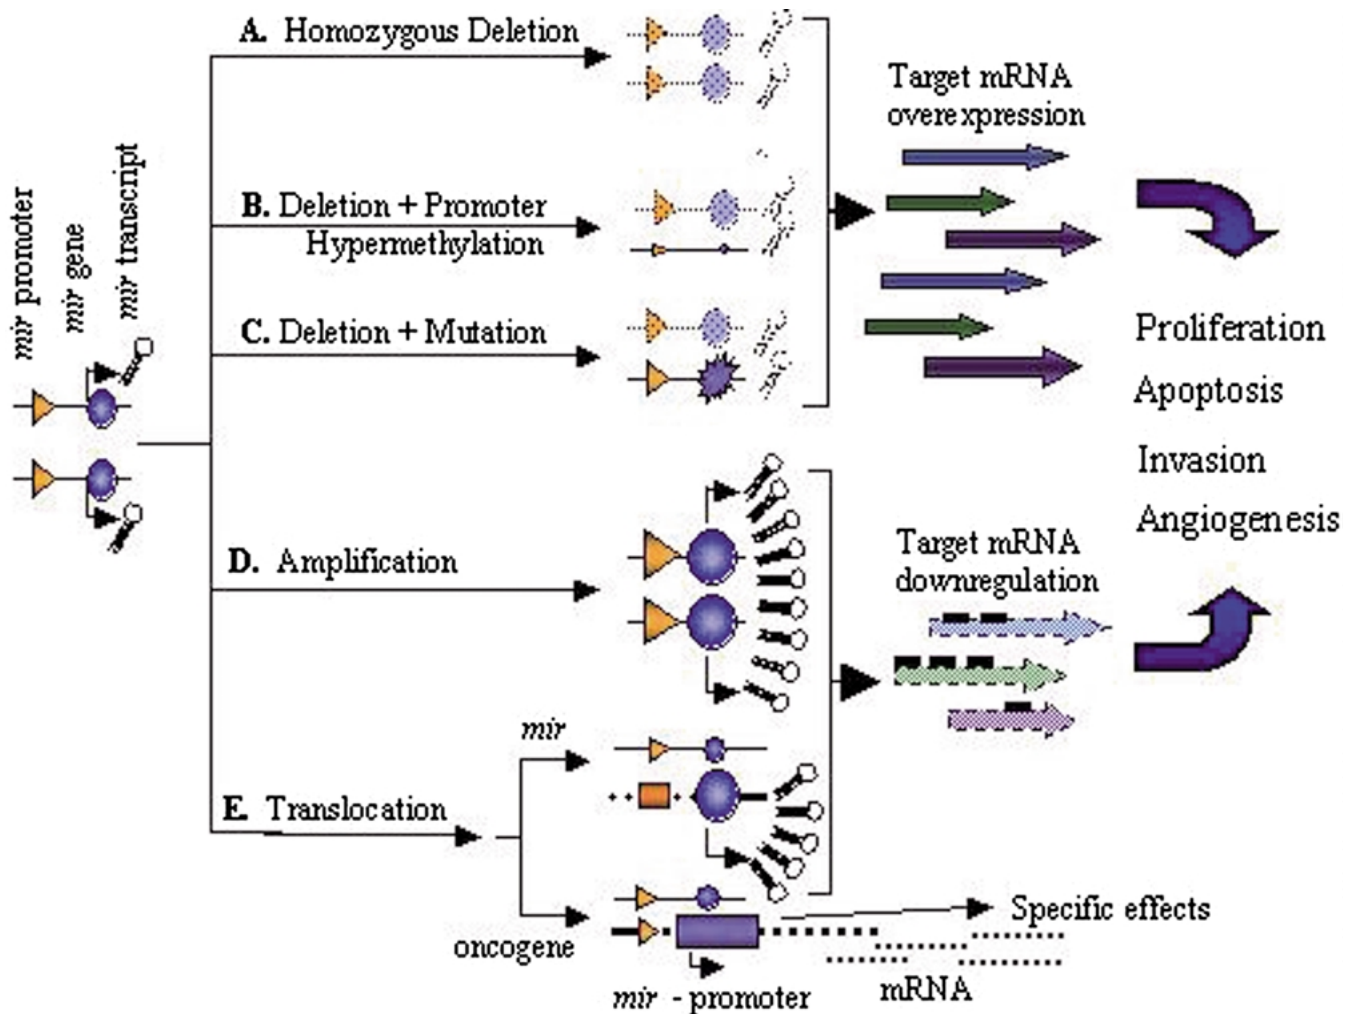 mir promoter
mir gene
mir transcript
A. Homozygous Deletion
B. Deletion + Promoter
Hypermethylation
C. Deletion + Mutation
D. Amplification
E. Translocation
mir
oncogene
mir - promoter
mRNA
Specific effects
Target mRNA
overexpression
Target mRNA
downregulation
Proliferation
Apoptosis
Invasion
Angiogenesis